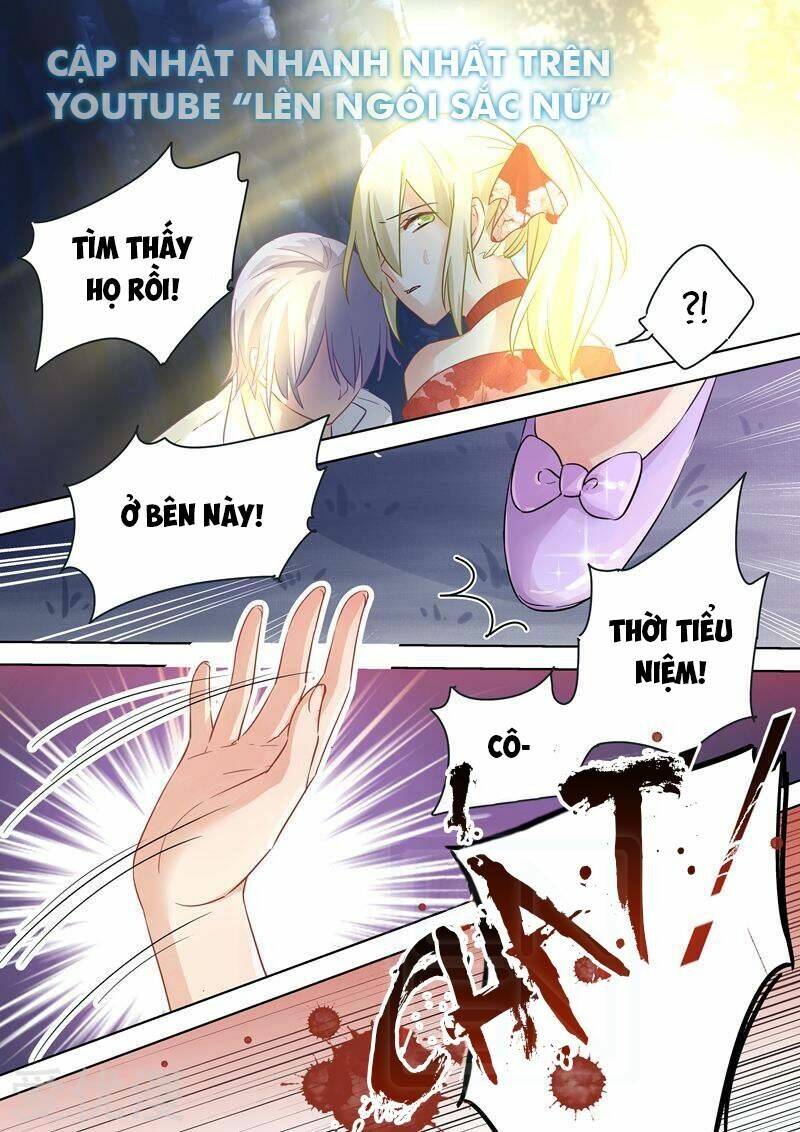 CẬP NHẬT NHANH NHẤT TRÊN
YOUTUBE “LÊN NGÔI SẮC NỮ”
TÌM THẤY
HỌ RỒI!
?!
Ở BÊN NÀY!
THỜI TIỂU
NIỆM!
CÔ-
CHÁT!